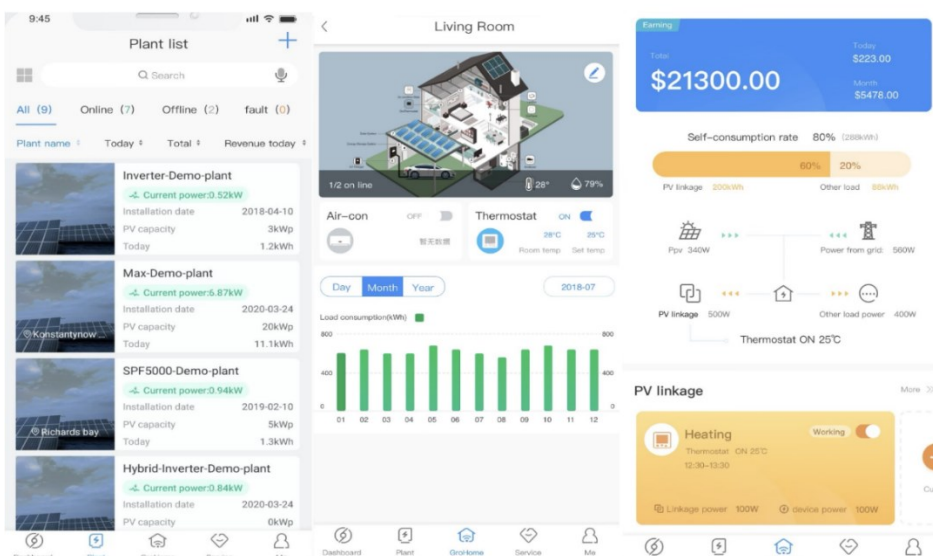 9:45
Plant list
Search
All (9) Online (7) Offline (2) fault (0)
Plant name Today Total Revenue today
Inverter-Demo-plant
Current power:0.52kW
Installation date 2018-04-10
PV capacity 3kWp
Today 1.2kWh
Max-Demo-plant
Current power:6.87kW
Installation date 2020-03-24
PV capacity 20kWp
Konstantynow ...
Today 11.1kWh
SPF5000-Demo-plant
Current power:0.94kW
Installation date 2019-02-10
PV capacity 5kWp
Richards bay
Today 1.3kWh
Hybrid-Inverter-Demo-plant
Current power:0.84kW
Installation date 2020-03-24
PV capacity 0kWp
Living Room
1/2 on line 28° 79%
Air-con OFF
暂无数据
Thermostat ON
28°C 25°C
Room temp Set temp
Day Month Year 2018-07
Load consumption(kWh)
800 800
400 400
0 0
01 02 03 04 05 06 07 08 09 10 11 12
Dashboard Plant GroHome Service Me
Earning
Total
$21300.00
Today
$223.00
Month
$5478.00
Self-consumption rate 80% (288kWh)
60% 20%
PV linkage 200kWh Other load 88kWh
Ppv 340W Power from grid 560W
PV linkage 500W Other load power 400W
Thermostat ON 25°C
PV linkage More
Heating Working
Thermostat ON 25°C
12:30-13:30
Linkage power 100W device power 100W